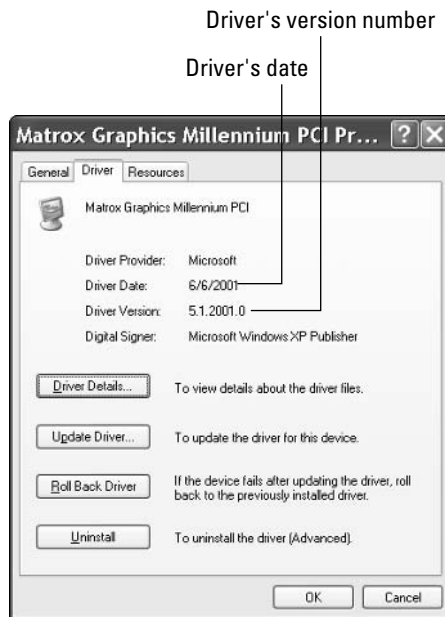 Driver's version number
Driver's date
Matrox Graphics Millennium PCI Pr...
General Driver Resources
Matrox Graphics Millennium PCI
Driver Provider: Microsoft
Driver Date: 6/6/2001
Driver Version: 5.1.2001.0
Digital Signer: Microsoft Windows XP Publisher
Driver Details... To view details about the driver files.
Update Driver... To update the driver for this device.
Roll Back Driver If the device fails after updating the driver, roll
back to the previously installed driver.
Uninstall To uninstall the driver (Advanced).
OK Cancel